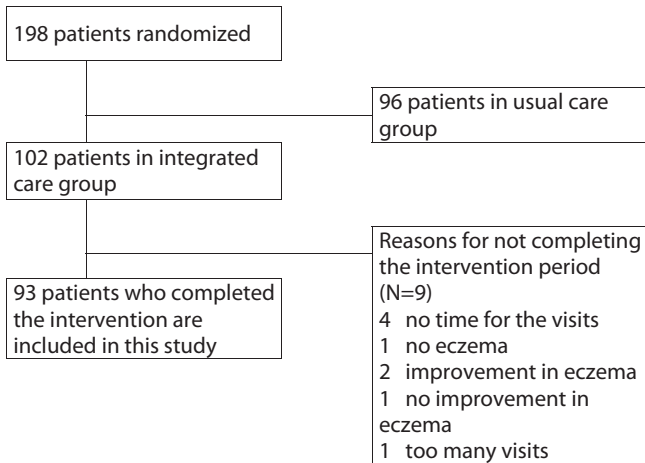 198 patients randomized
96 patients in usual care
group
102 patients in integrated
care group
Reasons for not completing
the intervention period
(N=9)
4 no time for the visits
1 no eczema
2 improvement in eczema
1 no improvement in
eczema
1 too many visits
93 patients who completed
the intervention are
included in this study